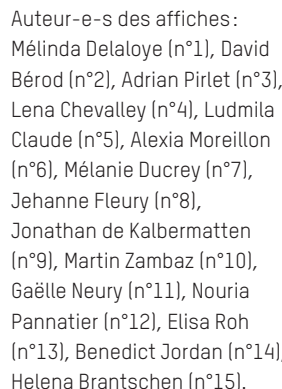 Auteur-e-s des affiches:
Mélinda Delaloye (n°1), David
Bérod (n°2), Adrian Pirlet (n°3),
Lena Chevalley (n°4), Ludmila
Claude (n°5), Alexia Moreillon
(n°6), Mélanie Ducrey (n°7),
Jehanne Fleury (n°8),
Jonathan de Kalbermatten
(n°9), Martin Zambaz (n°10),
Gaëlle Neury (n°11), Nouria
Pannatier (n°12), Elisa Roh
(n°13), Benedict Jordan (n°14),
Helena Brantschen (n°15).